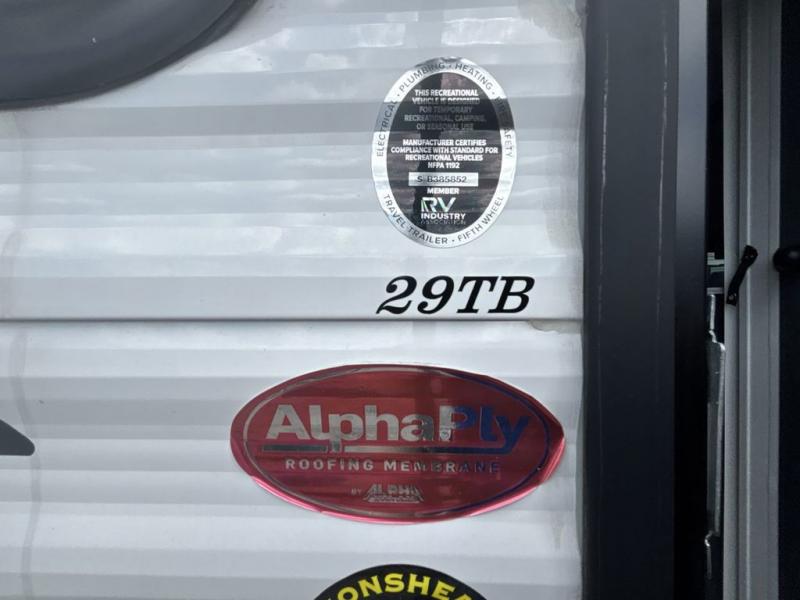 ELECTRICAL · PLUMBING · HEATING · FIRE SAFETY
THIS RECREATIONAL
VEHICLE IS DESIGNED
FOR TEMPORARY
RECREATIONAL, CAMPING,
OR SEASONAL USE
MANUFACTURER CERTIFIES
COMPLIANCE WITH STANDARD FOR
RECREATIONAL VEHICLES
NFPA 1192
S-B385852
MEMBER
RV
INDUSTRY
ASSOCIATION
TRAVEL TRAILER · FIFTH WHEEL
29TB
AlphaPly
ROOFING MEMBRANE
BY ALPHA